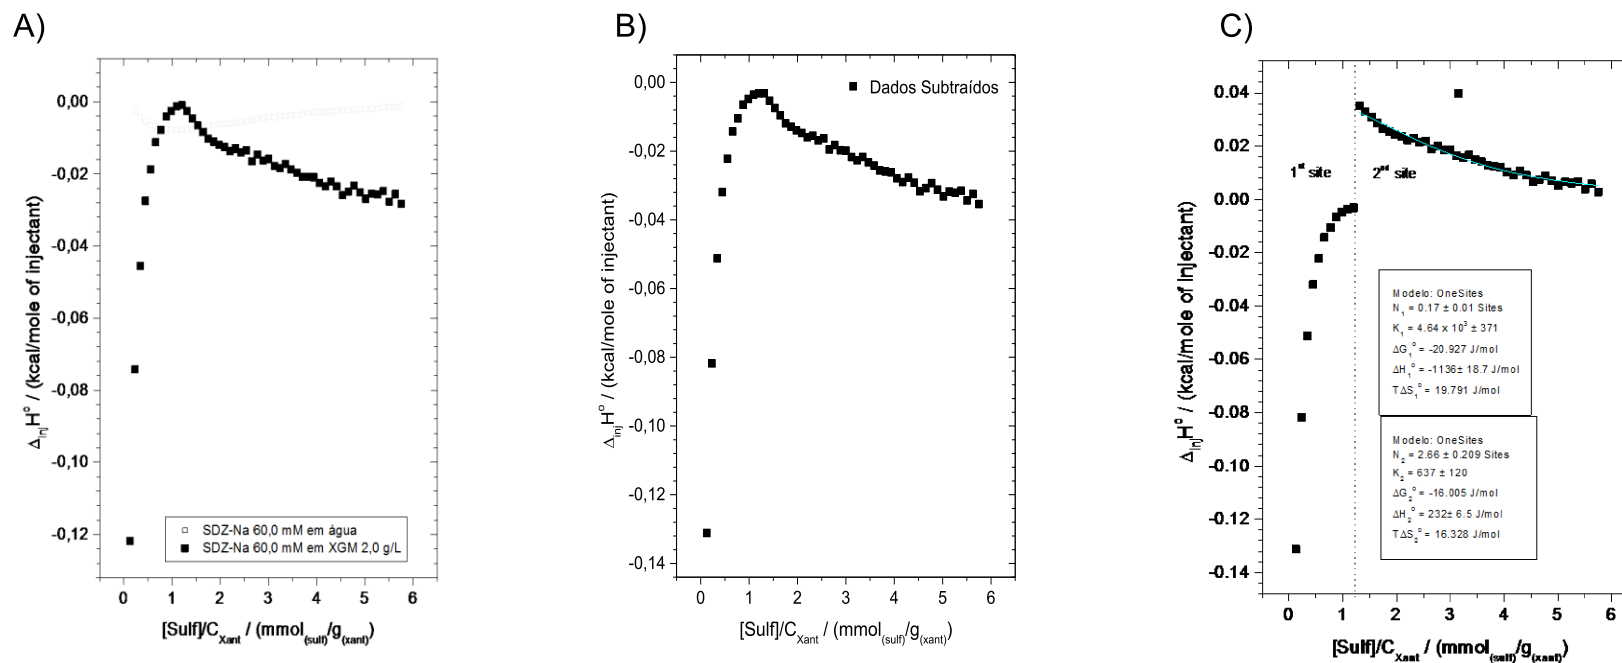 A)
0,00
-0,02
-0,04
-0,06
-0,08
-0,10
-0,12
0 1 2 3 4 5 6
ΔinjH° / (kcal/mole of injectant)
SDZ-Na 60,0 mM em água
SDZ-Na 60,0 mM em XGM 2,0 g/L
[Sulf]/CXant / (mmol(sulf)/g(xant))
B)
Dados Subtraídos
0,00
-0,02
-0,04
-0,06
-0,08
-0,10
-0,12
-0,14
0 1 2 3 4 5 6
ΔinjH° / (kcal/mole of injectant)
[Sulf]/CXant / (mmol(sulf)/g(xant))
C)
0.04
0.02
0.00
-0.02
-0.04
-0.06
-0.08
-0.10
-0.12
-0.14
0 1 2 3 4 5 6
ΔinjH° / (kcal/mole of Injectant)
1st site 2nd site
Modelo: OneSites
N1 = 0.17 ± 0.01 Sites
K1 = 4.64 x 10³ ± 371
ΔG1° = -20.927 J/mol
ΔH1° = -1136± 18.7 J/mol
TΔS1° = 19.791 J/mol
Modelo: OneSites
N2 = 2.66 ± 0.209 Sites
K2 = 637 ± 120
ΔG2° = -16.005 J/mol
ΔH2° = 232± 6.5 J/mol
TΔS2° = 16.328 J/mol
[Sulf]/CXant / (mmol(sulf)/g(xant))